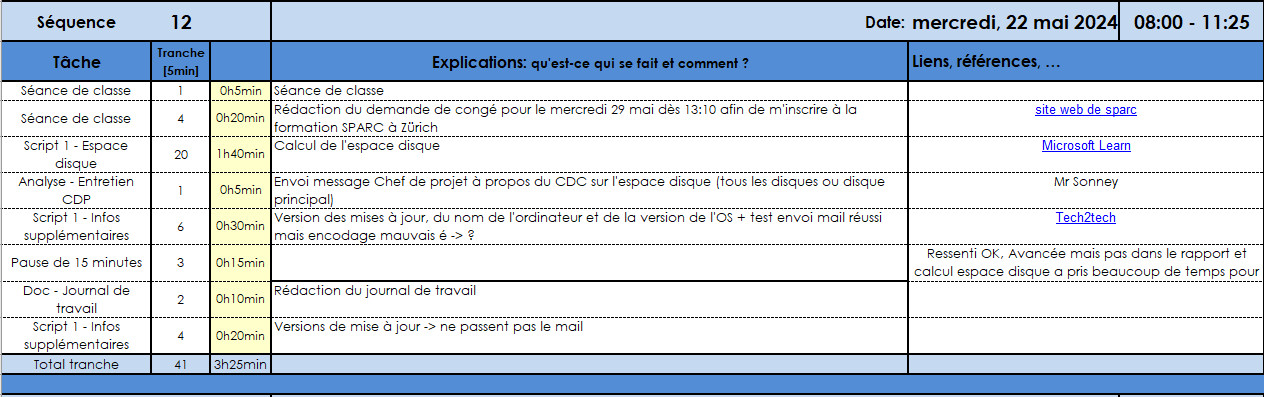 Séquence 12 Date: mercredi, 22 mai 2024 08:00 - 11:25
Tâche Tranche [5min] Explications: qu'est-ce qui se fait et comment ? Liens, références, …
Séance de classe 1 0h5min Séance de classe
Séance de classe 4 0h20min Rédaction du demande de congé pour le mercredi 29 mai dès 13:10 afin de m'inscrire à la
formation SPARC à Zürich
site web de sparc
Script 1 - Espace
disque
20 1h40min Calcul de l'espace disque Microsoft Learn
Analyse - Entretien
CDP
1 0h5min Envoi message Chef de projet à propos du CDC sur l'espace disque (tous les disques ou disque
principal)
Mr Sonney
Script 1 - Infos
supplémentaires
6 0h30min Version des mises à jour, du nom de l'ordinateur et de la version de l'OS + test envoi mail réussi
mais encodage mauvais é -> ?
Tech2tech
Pause de 15 minutes 3 0h15min
Ressenti OK, Avancée mais pas dans le rapport et
calcul espace disque a pris beaucoup de temps pour
Doc - Journal de
travail
2 0h10min Rédaction du journal de travail
Script 1 - Infos
supplémentaires
4 0h20min Versions de mise à jour -> ne passent pas le mail
Total tranche 41 3h25min